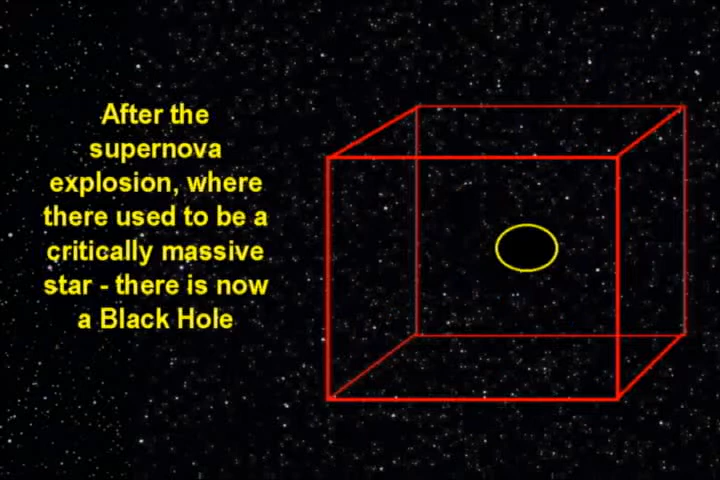 After the
supernova
explosion, where
there used to be a
critically massive
star - there is now
a Black Hole